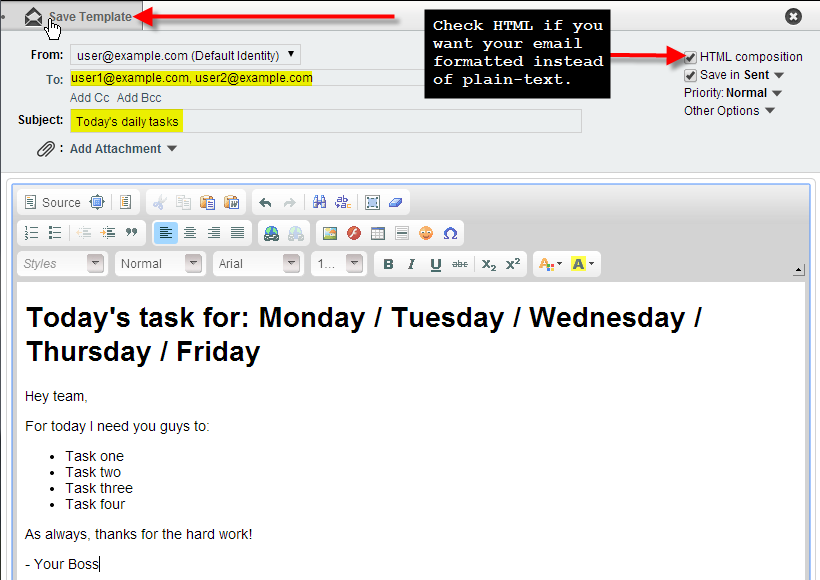 Save Template
Check HTML if you
want your email
formatted instead
of plain-text.
From: user@example.com (Default Identity)
To: user1@example.com, user2@example.com
Add Cc Add Bcc
Subject: Today's daily tasks
: Add Attachment
HTML composition
Save in Sent
Priority: Normal
Other Options
Source
Styles Normal Arial 1... B I U abc X₂ X² A A
Today's task for: Monday / Tuesday / Wednesday /
Thursday / Friday
Hey team,
For today I need you guys to:
• Task one
• Task two
• Task three
• Task four
As always, thanks for the hard work!
- Your Boss